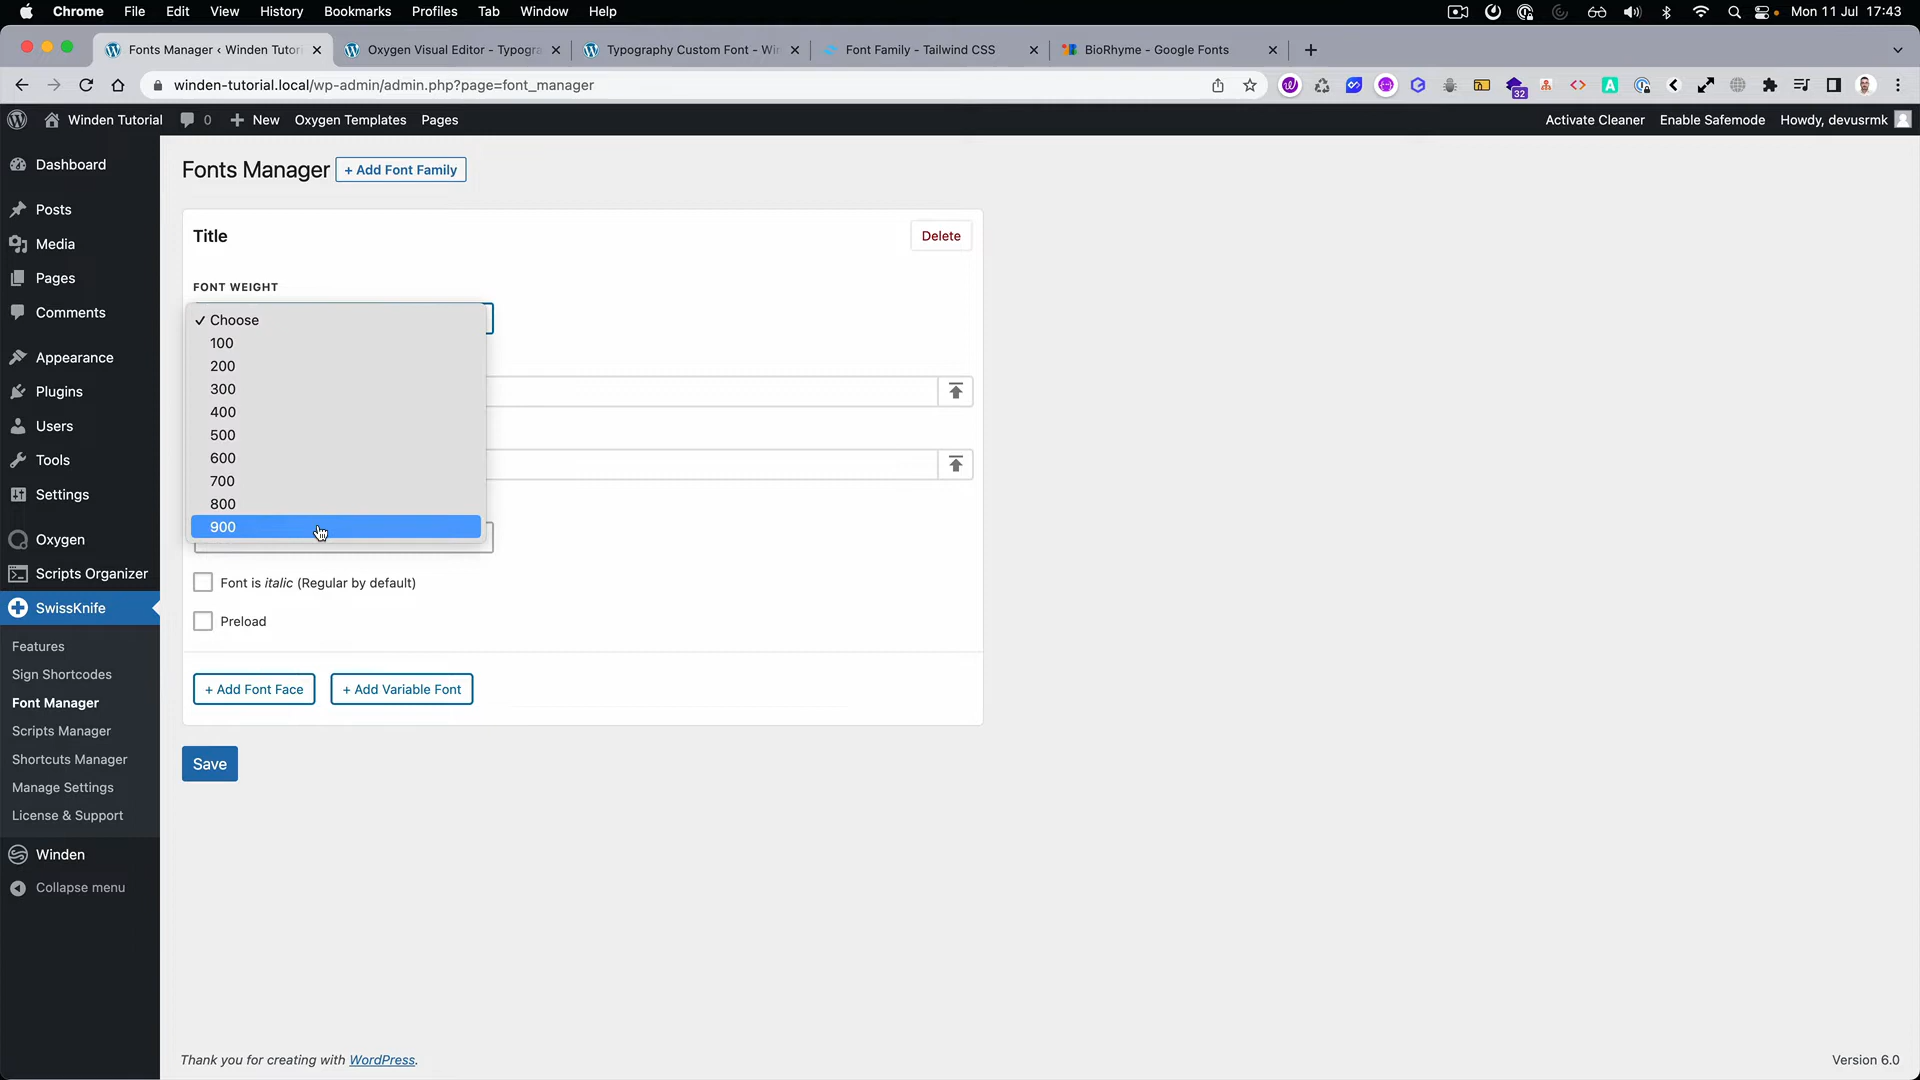 Chrome File Edit View History Bookmarks Profiles Tab Window Help Mon 11 Jul 17:43
Fonts Manager ‹ Winden Tutori Oxygen Visual Editor - Typogra Typography Custom Font - Win Font Family - Tailwind CSS BioRhyme - Google Fonts
winden-tutorial.local/wp-admin/admin.php?page=font_manager
32
Winden Tutorial 0 New Oxygen Templates Pages Activate Cleaner Enable Safemode Howdy, devusrmk
Dashboard
Posts
Media
Pages
Comments
Appearance
Plugins
Users
Tools
Settings
Oxygen
Scripts Organizer
SwissKnife
Features
Sign Shortcodes
Font Manager
Scripts Manager
Shortcuts Manager
Manage Settings
License & Support
Winden
Collapse menu
Fonts Manager + Add Font Family
Title Delete
FONT WEIGHT
✓ Choose
100
200
300
400
500
600
700
800
900
Font is italic (Regular by default)
Preload
+ Add Font Face + Add Variable Font
Save
Thank you for creating with WordPress. Version 6.0